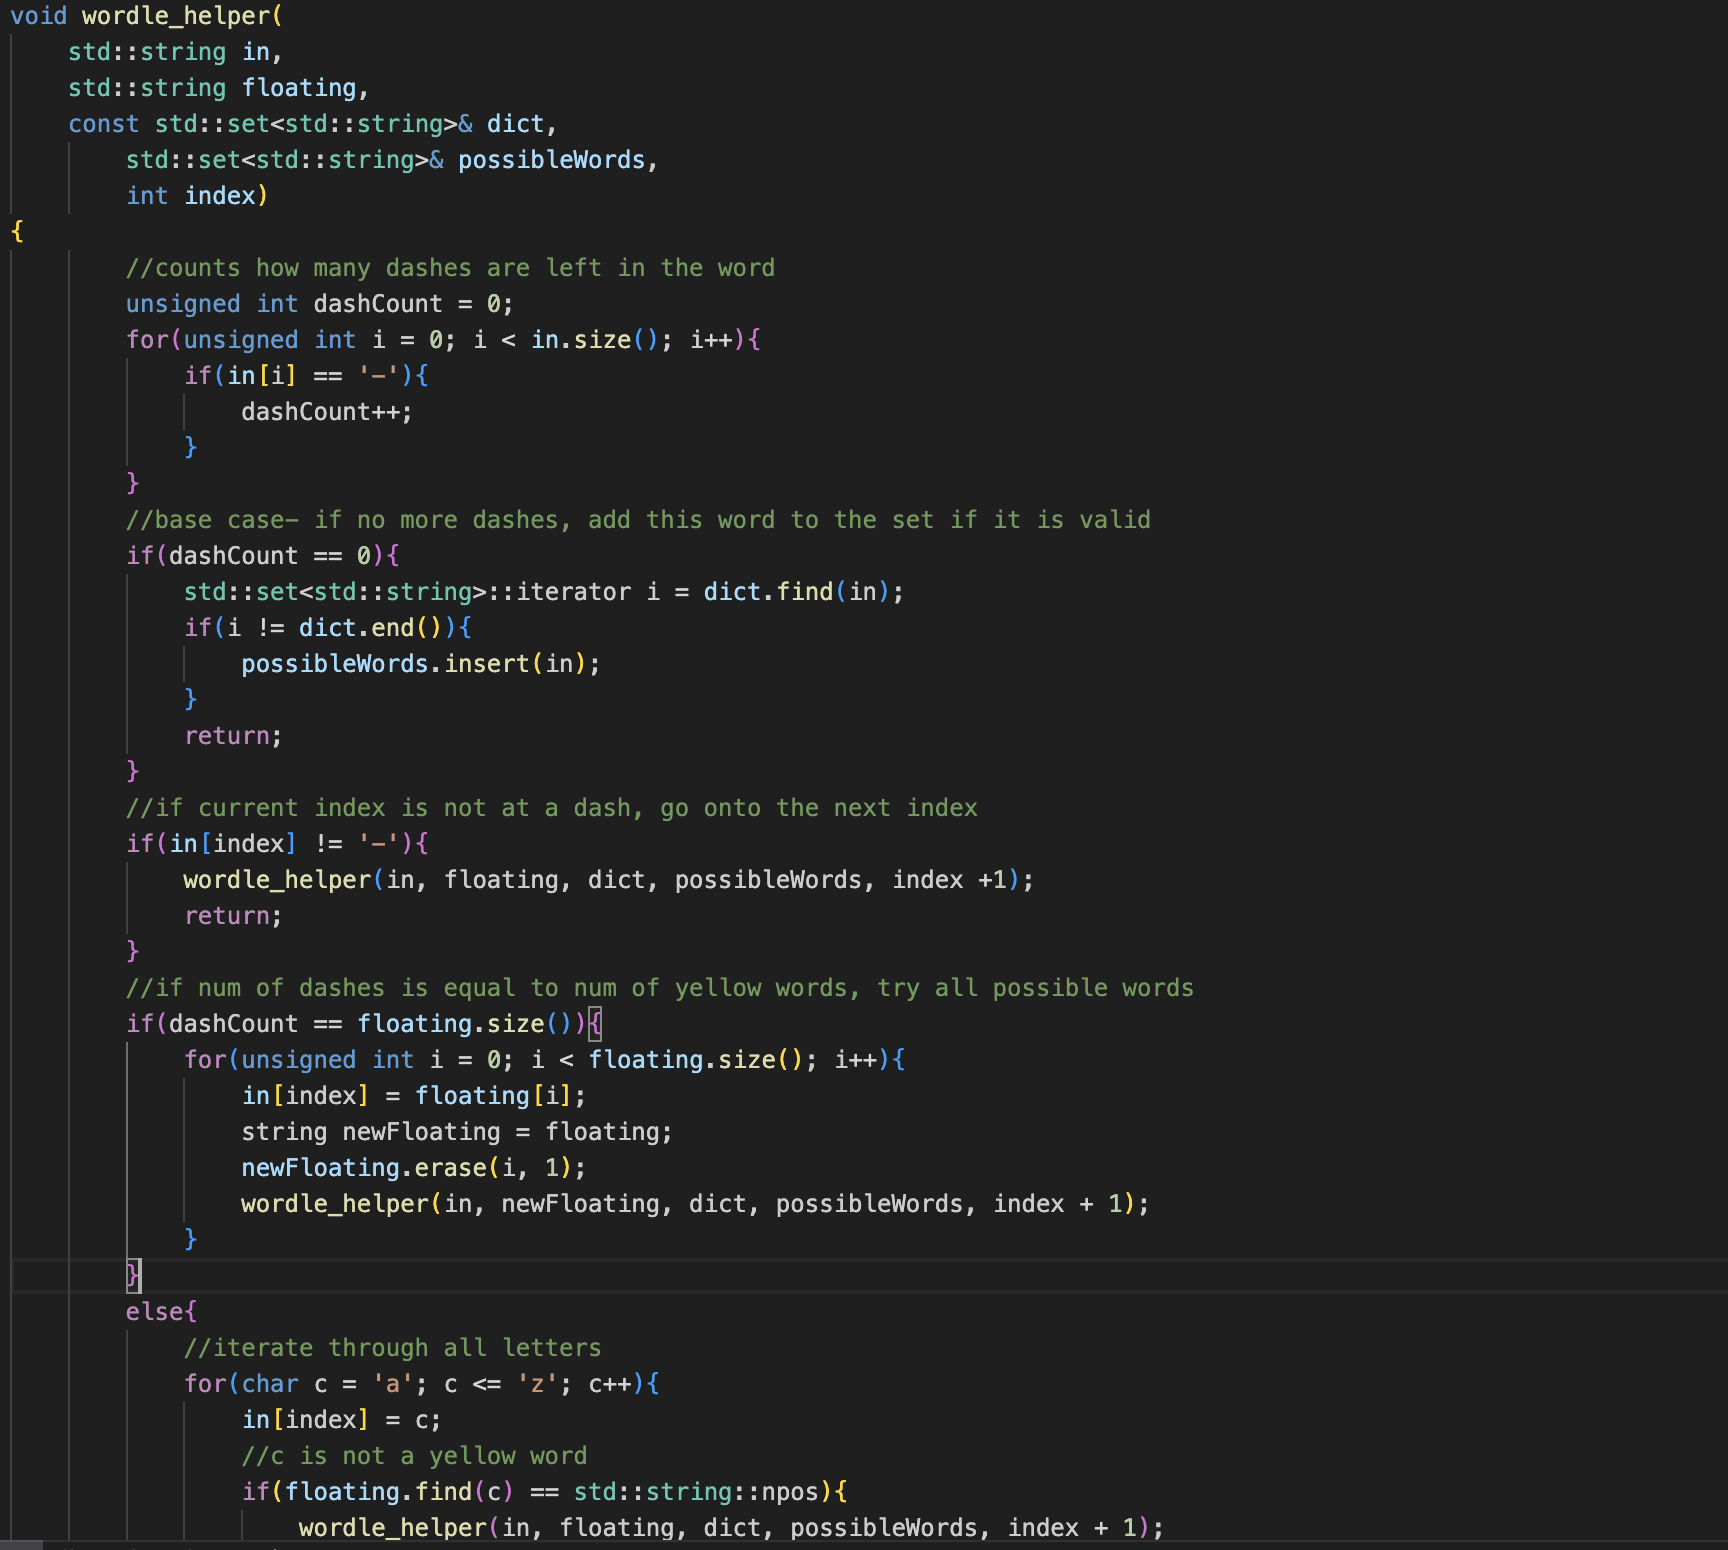 void wordle_helper(
    std::string in,
    std::string floating,
    const std::set<std::string>& dict,
        std::set<std::string>& possibleWords,
        int index)
{
        //counts how many dashes are left in the word
        unsigned int dashCount = 0;
        for(unsigned int i = 0; i < in.size(); i++){
            if(in[i] == '-'){
                dashCount++;
            }
        }
        //base case- if no more dashes, add this word to the set if it is valid
        if(dashCount == 0){
            std::set<std::string>::iterator i = dict.find(in);
            if(i != dict.end()){
                possibleWords.insert(in);
            }
            return;
        }
        //if current index is not at a dash, go onto the next index
        if(in[index] != '-'){
            wordle_helper(in, floating, dict, possibleWords, index +1);
            return;
        }
        //if num of dashes is equal to num of yellow words, try all possible words
        if(dashCount == floating.size()){
            for(unsigned int i = 0; i < floating.size(); i++){
                in[index] = floating[i];
                string newFloating = floating;
                newFloating.erase(i, 1);
                wordle_helper(in, newFloating, dict, possibleWords, index + 1);
            }
        }
        else{
            //iterate through all letters
            for(char c = 'a'; c <= 'z'; c++){
                in[index] = c;
                //c is not a yellow word
                if(floating.find(c) == std::string::npos){
                    wordle_helper(in, floating, dict, possibleWords, index + 1);